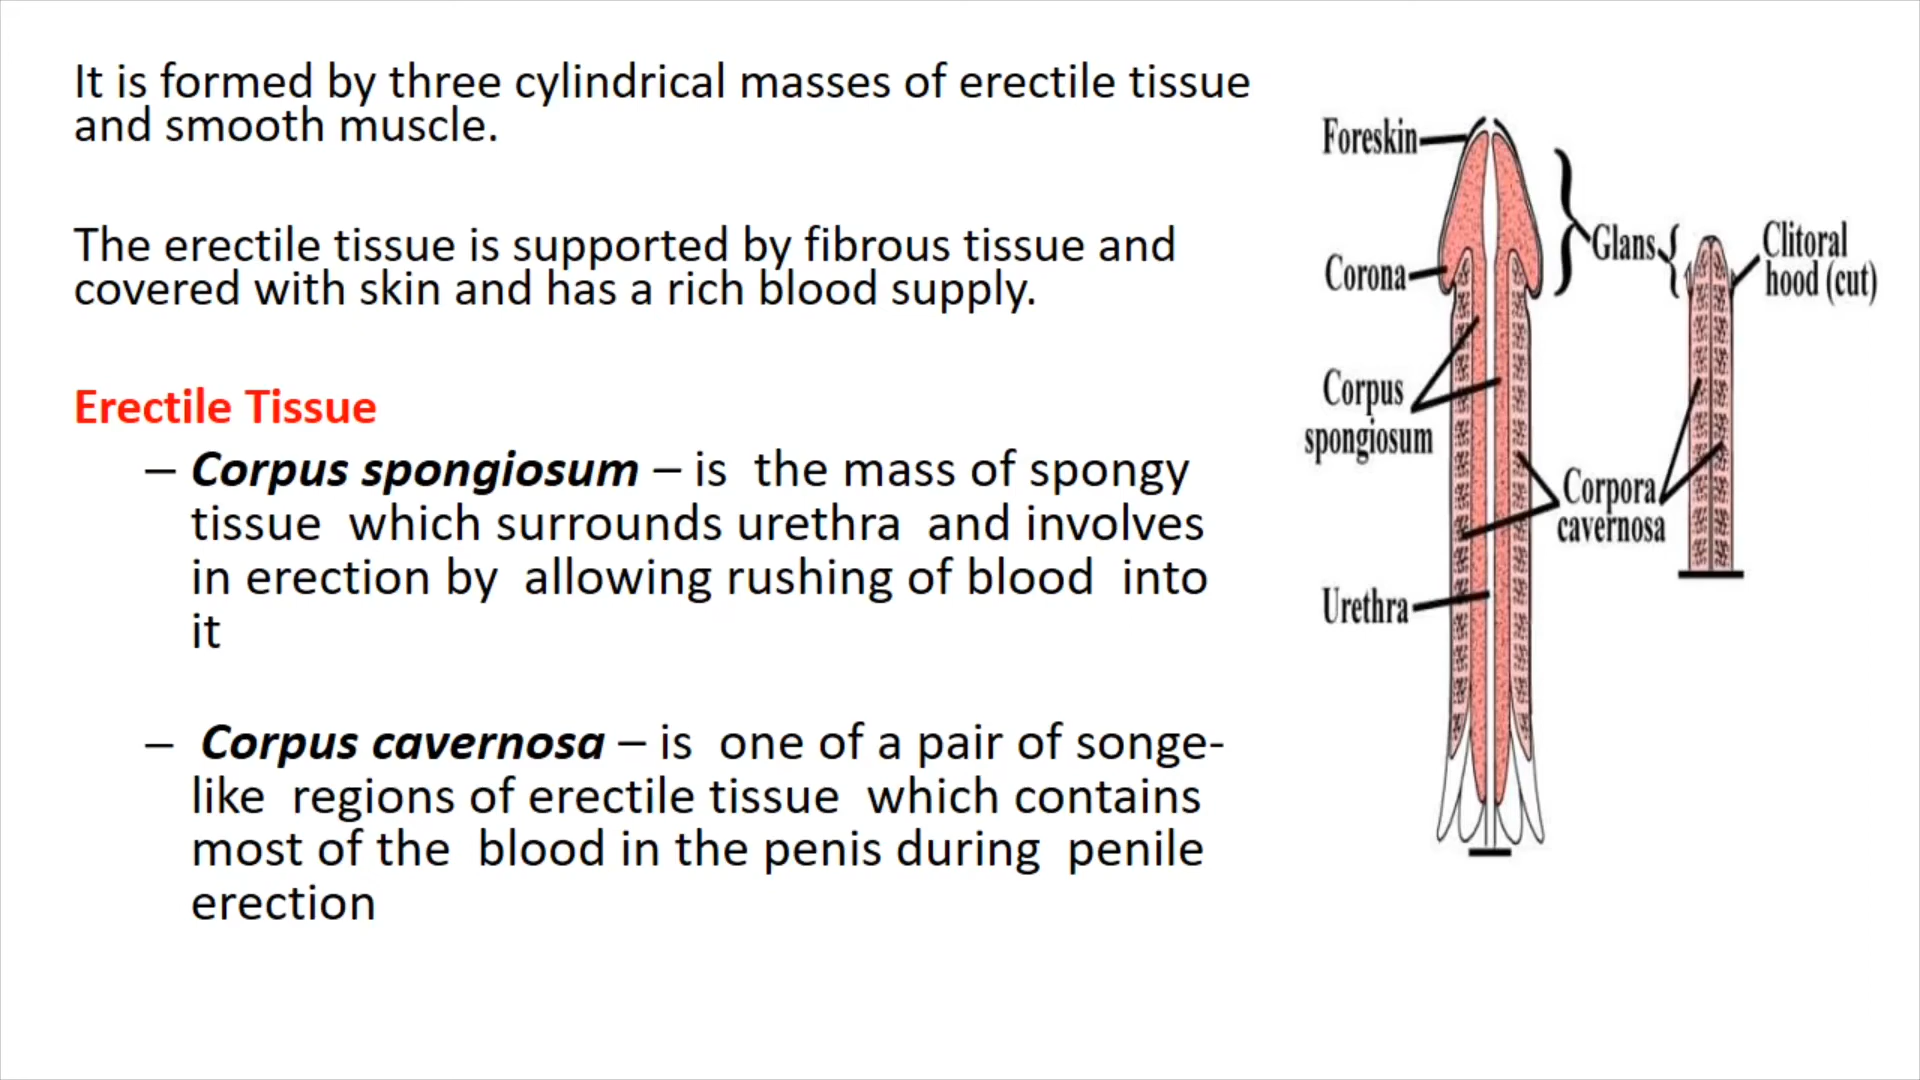 It is formed by three cylindrical masses of erectile tissue
and smooth muscle.
The erectile tissue is supported by fibrous tissue and
covered with skin and has a rich blood supply.
Erectile Tissue
– Corpus spongiosum – is the mass of spongy
tissue which surrounds urethra and involves
in erection by allowing rushing of blood into
it
– Corpus cavernosa – is one of a pair of songe-
like regions of erectile tissue which contains
most of the blood in the penis during penile
erection
Foreskin
Corona
Corpus
spongiosum
Urethra
Glans
Corpora
cavernosa
Clitoral
hood (cut)